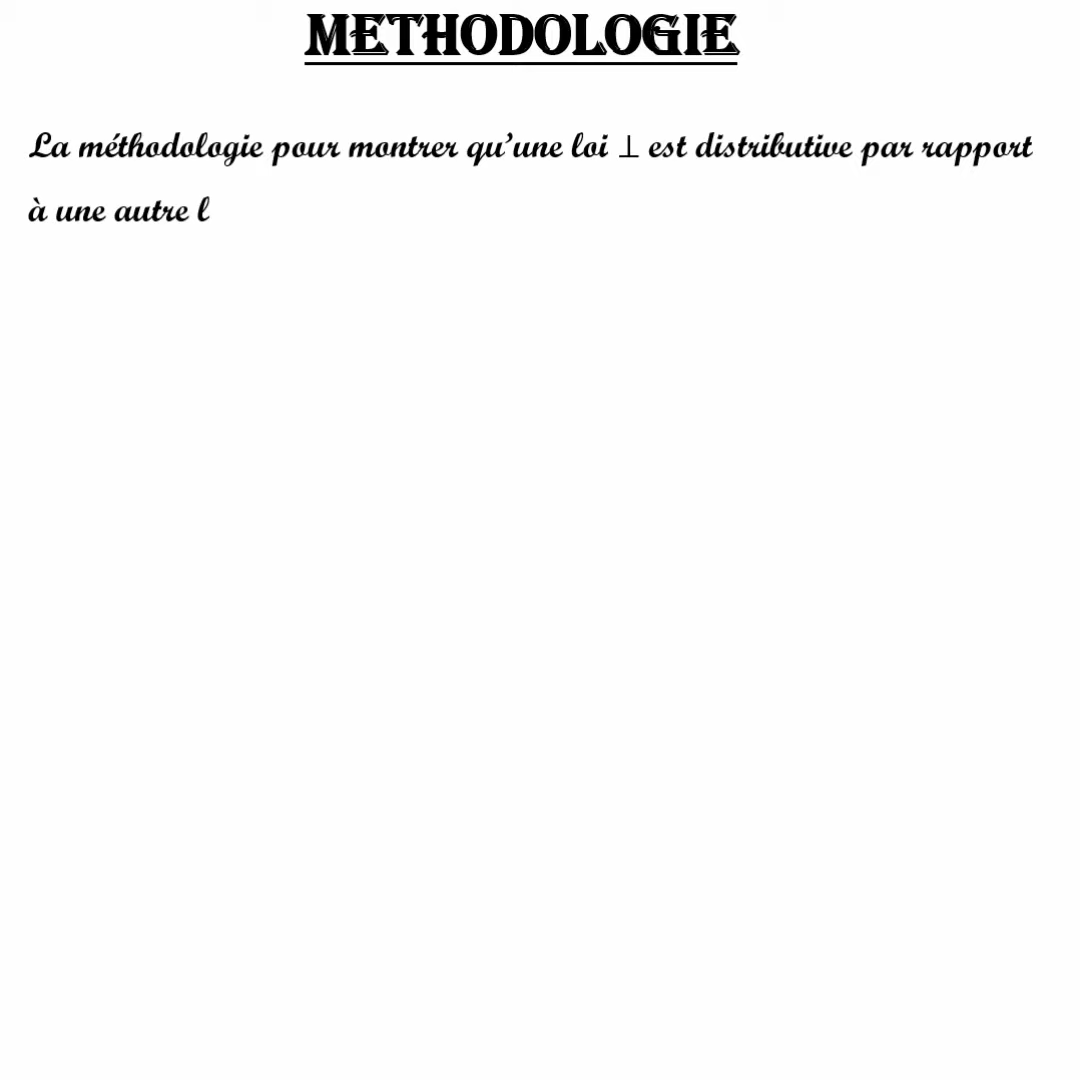 METHODOLOGIE
La méthodologie pour montrer qu’une loi ⊥ est distributive par rapport
à une autre l